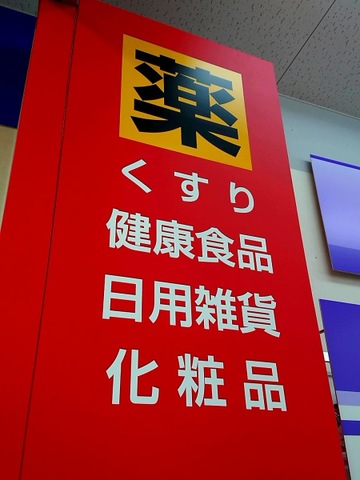 薬
くすり
健康食品
日用雑貨
化粧品